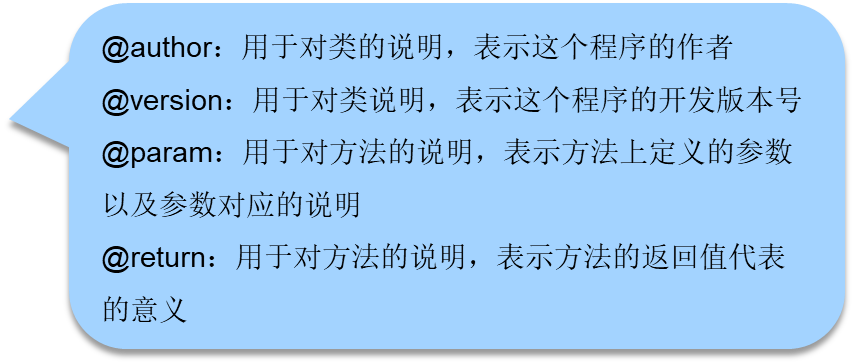 @author：用于对类的说明，表示这个程序的作者
@version：用于对类说明，表示这个程序的开发版本号
@param：用于对方法的说明，表示方法上定义的参数
以及参数对应的说明
@return：用于对方法的说明，表示方法的返回值代表
的意义